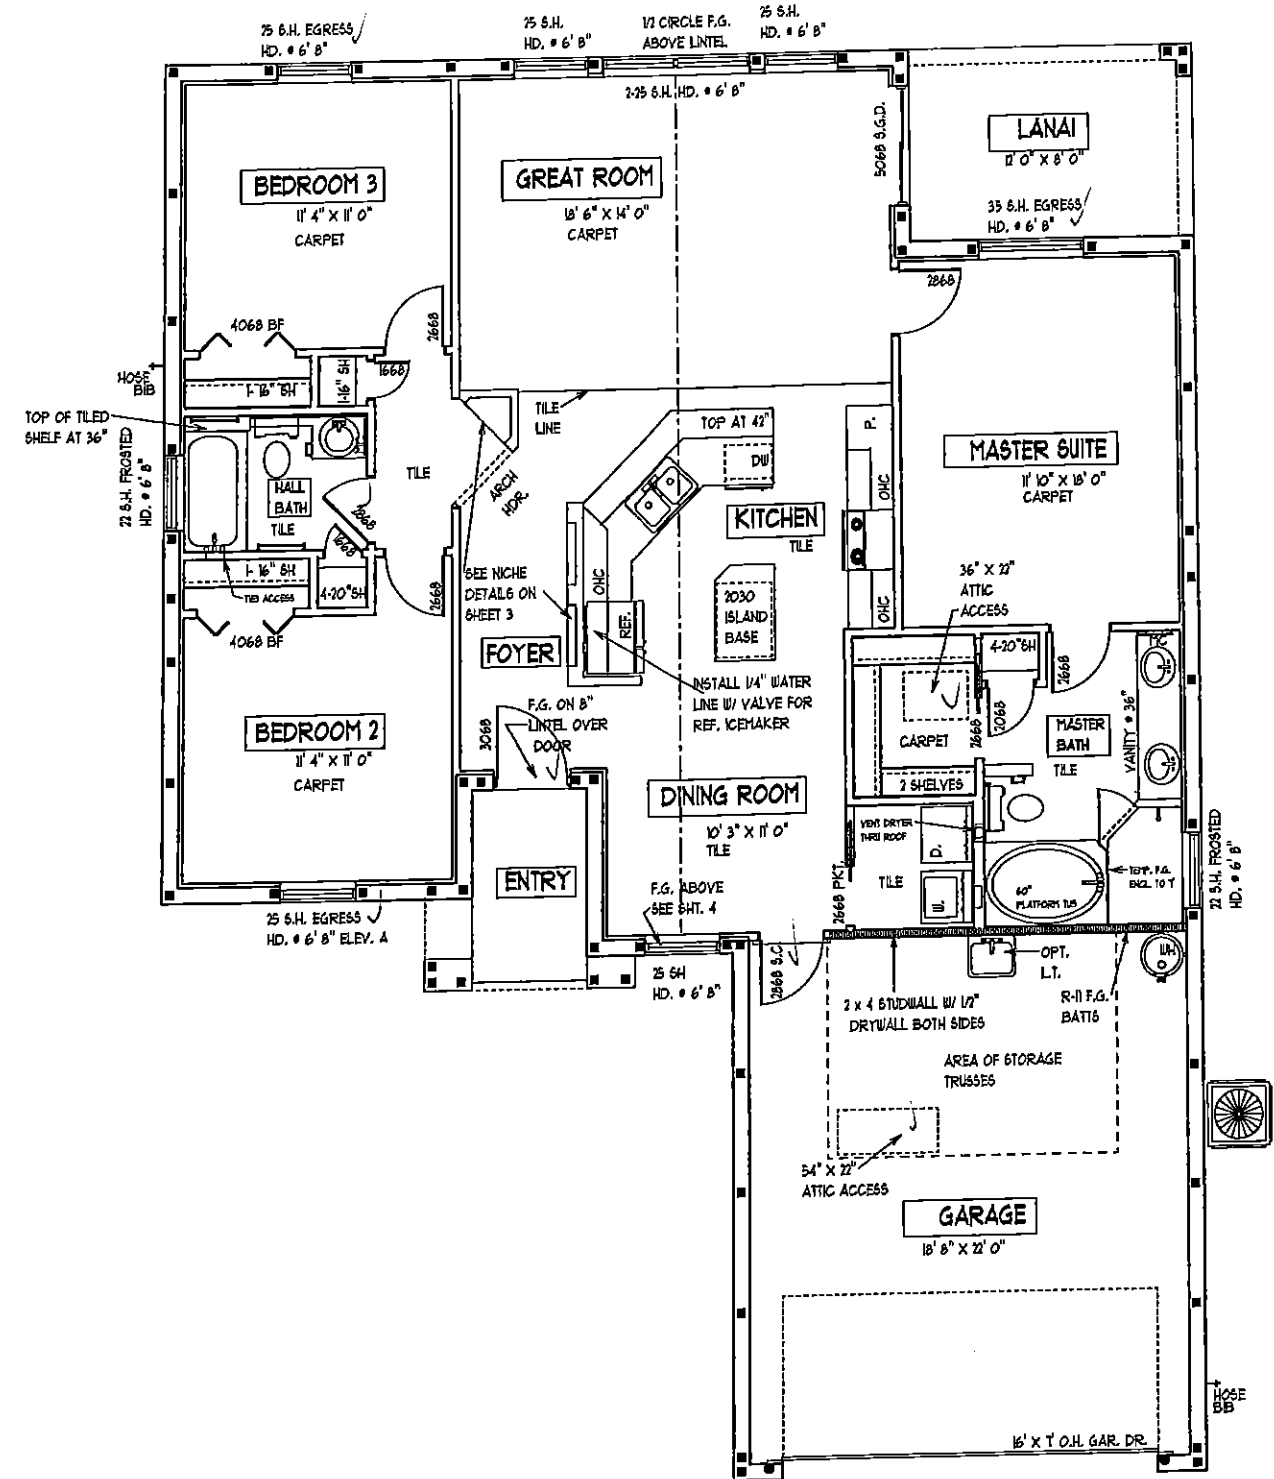 25 S.H. EGRESS
HD. @ 6' 8"
25 S.H.
HD. @ 6' 8"
1/2 CIRCLE F.G.
ABOVE LINTEL
25 S.H.
HD. @ 6' 8"
2-25 S.H. HD. @ 6' 8"
5068 S.G.D.
LANAI
12' 0" X 8' 0"
BEDROOM 3
11' 4" X 11' 0"
CARPET
GREAT ROOM
18' 6" X 14' 0"
CARPET
35 S.H. EGRESS
HD. @ 6' 8"
2868
4068 BF
2668
HOSE
BIB
1-16" SH
1-16" SH
1668
TOP OF TILED
SHELF AT 36"
TILE
LINE
TOP AT 42"
P.
22 S.H. FROSTED
HD. @ 6' 8"
HALL
BATH
TILE
TILE
ARCH
HDR.
DW
OHC
MASTER SUITE
11' 10" X 18' 0"
CARPET
KITCHEN
TILE
2868
1668
1-16" SH
TILED ACCESS
4-20"SH
2668
4068 BF
SEE NICHE
DETAILS ON
SHEET 3
OHC
REF.
2030
ISLAND
BASE
OHC
36" X 22"
ATTIC
ACCESS
FOYER
4-20"SH
2668
INSTALL 1/4" WATER
LINE W/ VALVE FOR
REF. ICEMAKER
F.G. ON 8"
LINTEL OVER
DOOR
3068
BEDROOM 2
11' 4" X 11' 0"
CARPET
CARPET
2668
2068
MASTER
BATH
TILE
VANITY @ 36"
2 SHELVES
DINING ROOM
10' 3" X 11' 0"
TILE
VENT DRYER
THRU ROOF
D.
TILE
W.
2668 PKT.
60"
PLATFORM TUB
TEMP. F.G.
ENCL. TO 7'
22 S.H. FROSTED
HD. @ 6' 8"
ENTRY
F.G. ABOVE
SEE SHT. 4
25 S.H. EGRESS
HD. @ 6' 8" ELEV. A
25 SH
HD. @ 6' 8"
2868 S.C.
OPT.
L.T.
WH
2 x 4 STUDWALL W/ 1/2"
DRYWALL BOTH SIDES
R-11 F.G.
BATTS
AREA OF STORAGE
TRUSSES
54" X 22"
ATTIC ACCESS
GARAGE
18' 8" X 22' 0"
HOSE
BIB
16' X 7' O.H. GAR. DR.